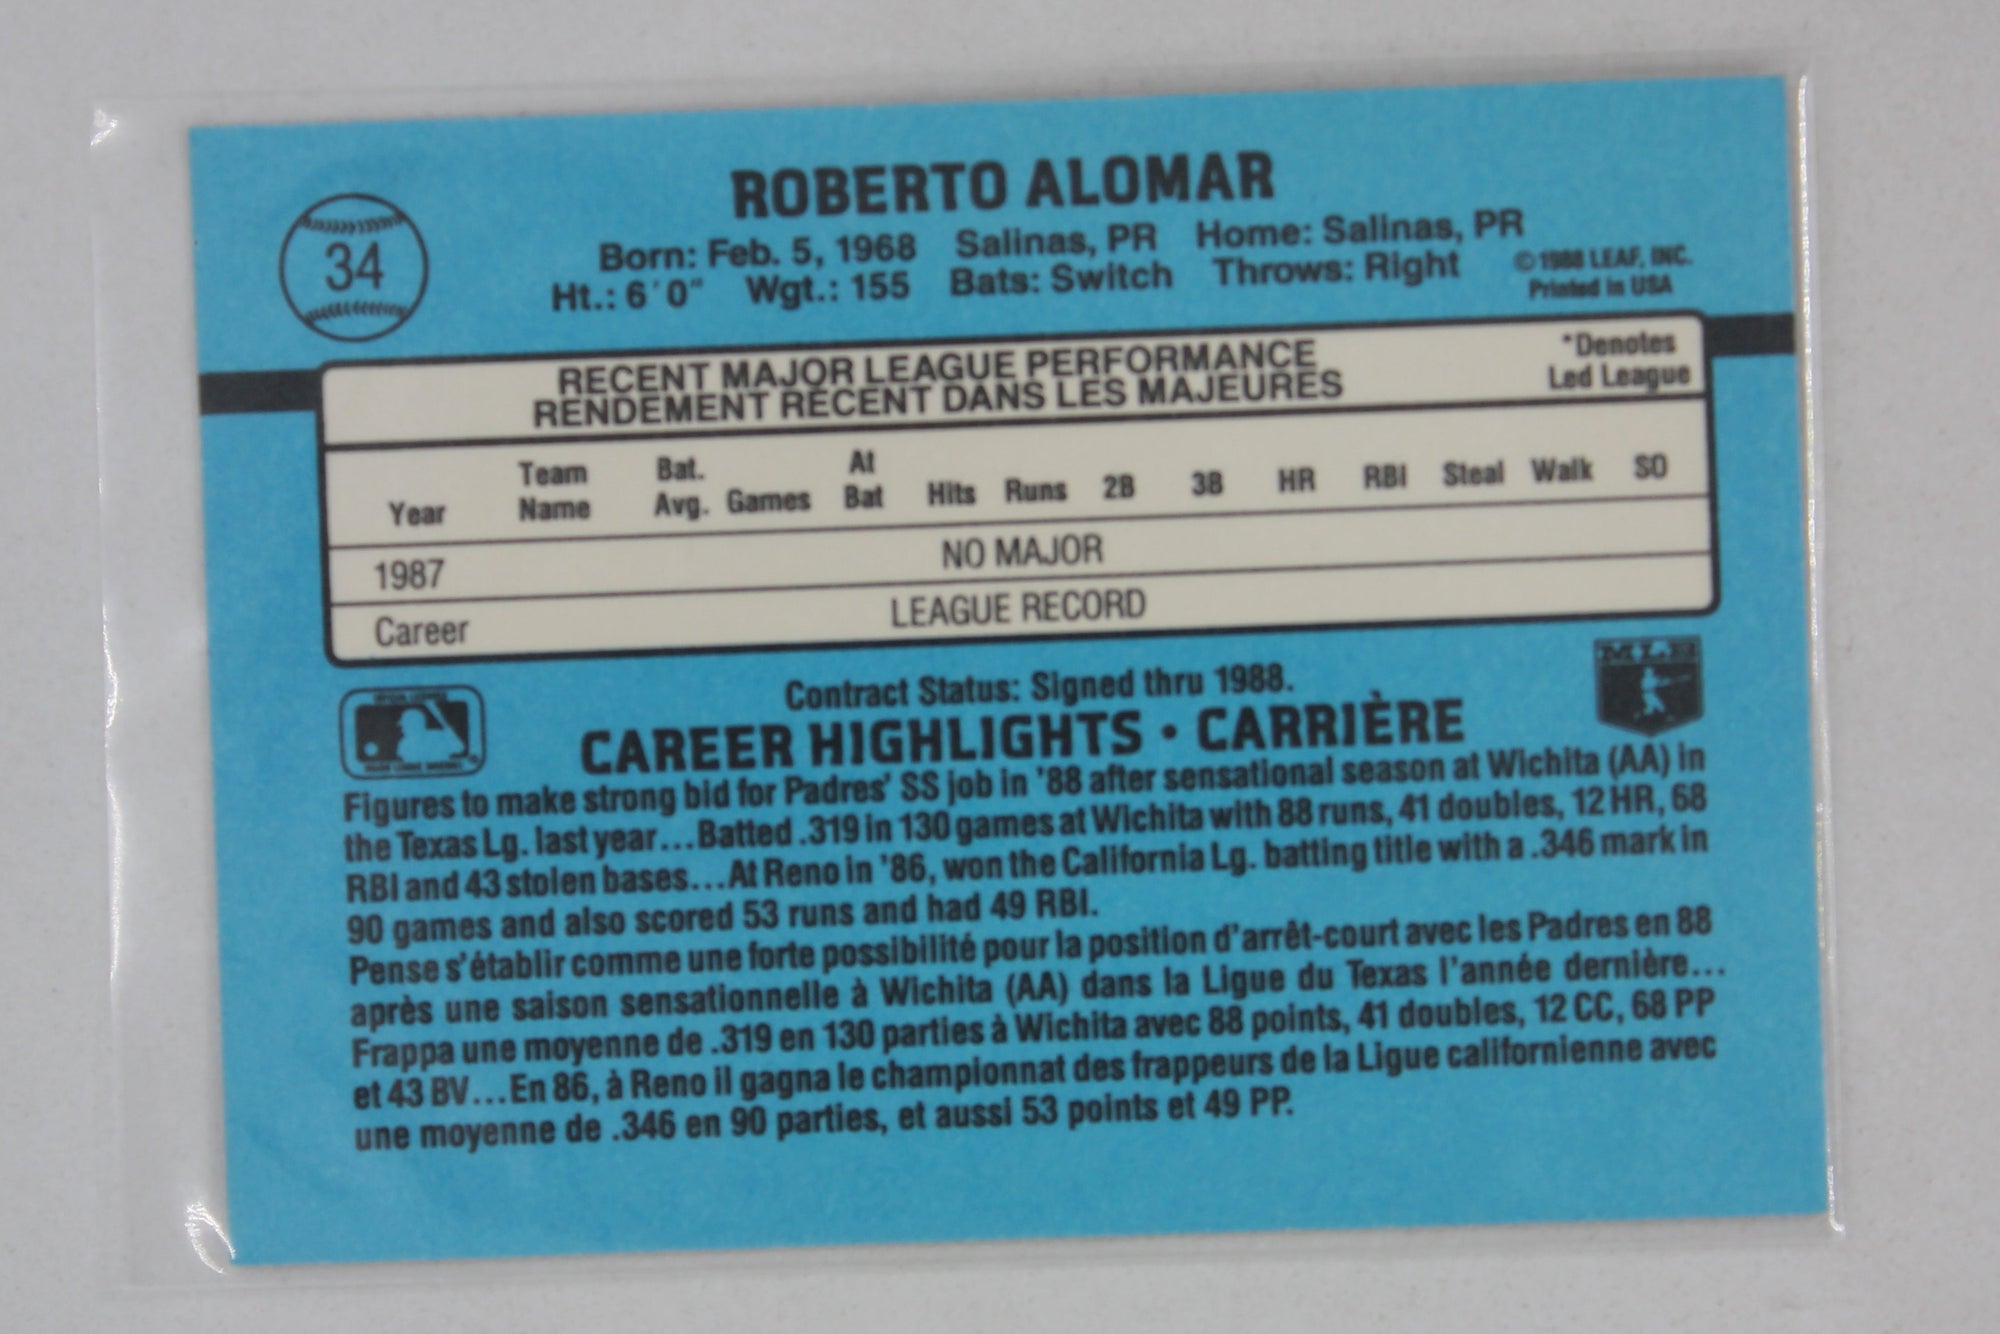 ROBERTO ALOMAR
34
Born: Feb. 5, 1968 Salinas, PR Home: Salinas, PR
Ht.: 6'0" Wgt.: 155 Bats: Switch Throws: Right
©1988 LEAF, INC.
Printed in USA
RECENT MAJOR LEAGUE PERFORMANCE
RENDEMENT RÉCENT DANS LES MAJEURES
*Denotes
Led League
Year Team Name Bat. Avg. Games At Bat Hits Runs 2B 3B HR RBI Steal Walk SO
1987 NO MAJOR
Career LEAGUE RECORD
MLB
Contract Status: Signed thru 1988.
CAREER HIGHLIGHTS • CARRIÈRE
Figures to make strong bid for Padres' SS job in '88 after sensational season at Wichita (AA) in
the Texas Lg. last year...Batted .319 in 130 games at Wichita with 88 runs, 41 doubles, 12 HR, 68
RBI and 43 stolen bases...At Reno in '86, won the California Lg. batting title with a .346 mark in
90 games and also scored 53 runs and had 49 RBI.
Pense s'établir comme une forte possibilité pour la position d'arrêt-court avec les Padres en 88
après une saison sensationnelle à Wichita (AA) dans la Ligue du Texas l'année dernière...
Frappa une moyenne de .319 en 130 parties à Wichita avec 88 points, 41 doubles, 12 CC, 68 PP
et 43 BV...En 86, à Reno il gagna le championnat des frappeurs de la Ligue californienne avec
une moyenne de .346 en 90 parties, et aussi 53 points et 49 PP.